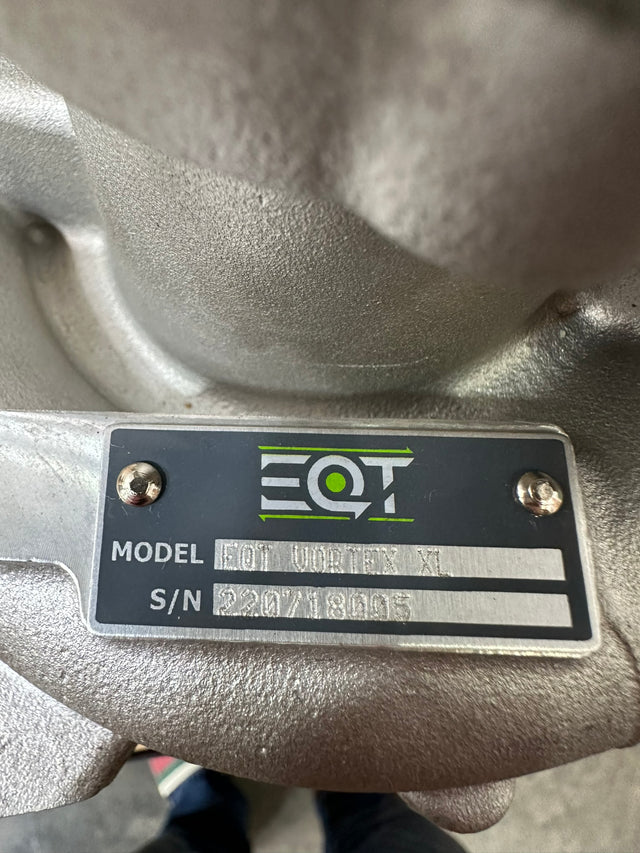 EQT
MODEL EQT VORTEX XL
S/N 220718005